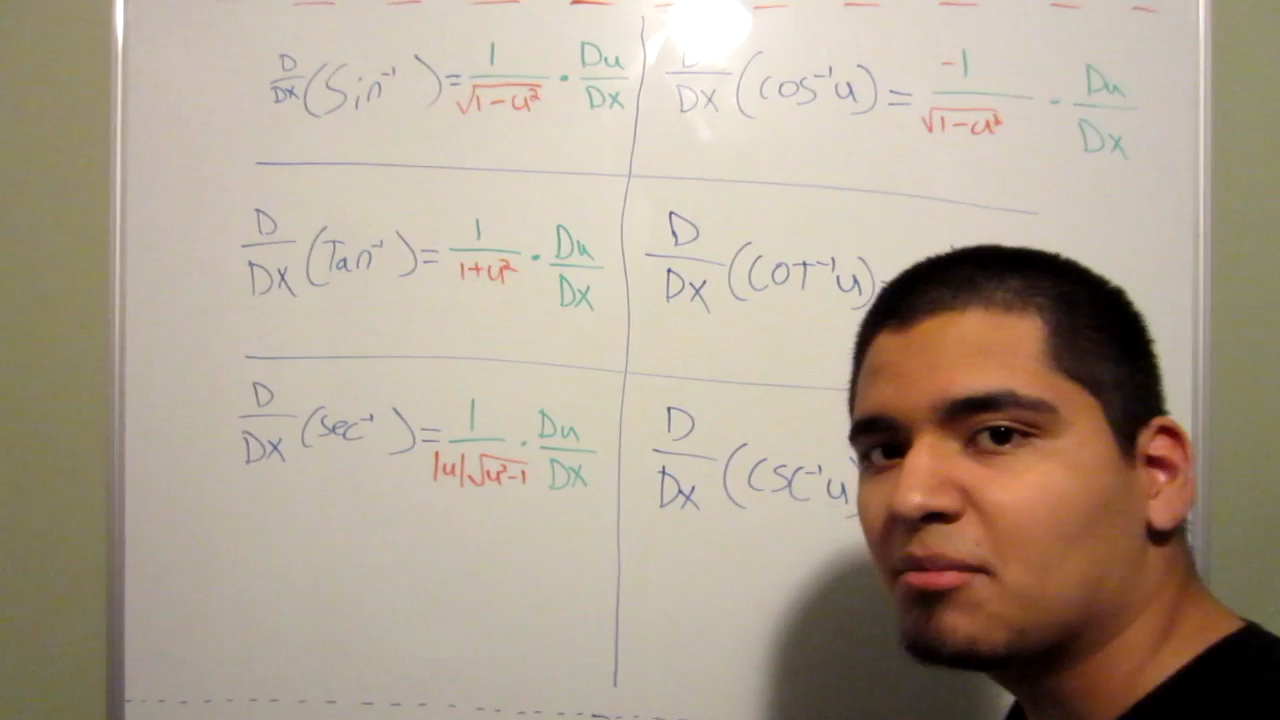 D/DX (Sin⁻¹ ) = 1/√1-u² · Du/Dx
D/DX (COS⁻¹u) = -1/√1-u² · Du/Dx
D/DX (Tan⁻¹ ) = 1/1+u² · Du/Dx
D/DX (COT⁻¹u)
D/DX (Sec⁻¹ ) = 1/|u|√u²-1 · Du/DX
D/Dx (CSC⁻¹u